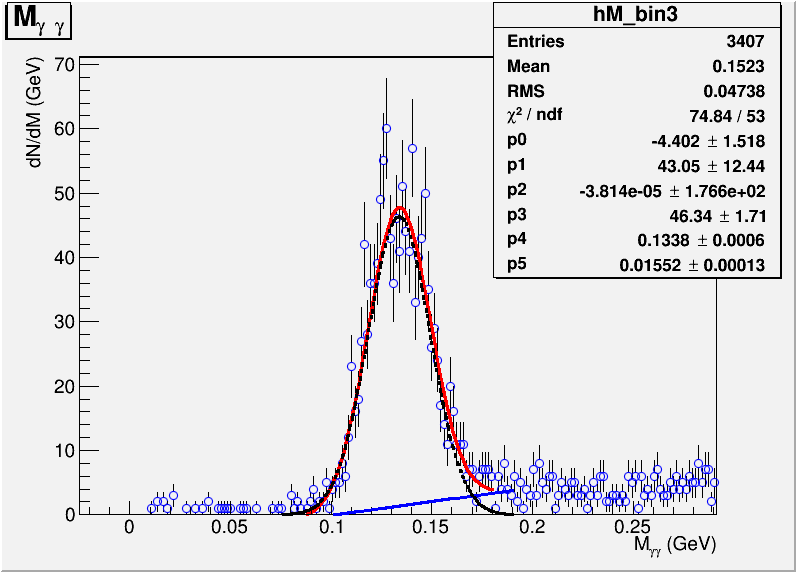 M γ γ
hM_bin3
Entries 3407
Mean 0.1523
RMS 0.04738
χ² / ndf 74.84 / 53
p0 -4.402 ± 1.518
p1 43.05 ± 12.44
p2 -3.814e-05 ± 1.766e+02
p3 46.34 ± 1.71
p4 0.1338 ± 0.0006
p5 0.01552 ± 0.00013
dN/dM (GeV)
70
60
50
40
30
20
10
0
0 0.05 0.1 0.15 0.2 0.25
Mγγ (GeV)